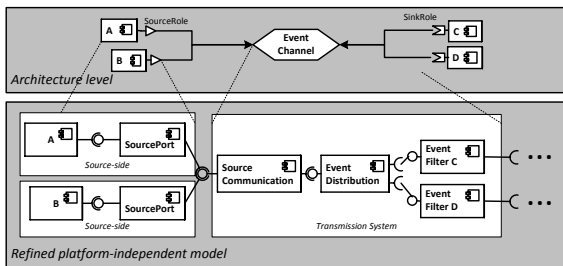 SourceRole
SinkRole
A
B
Event
Channel
C
D
Architecture level
A
SourcePort
Source-side
B
SourcePort
Source-side
Source
Communication
Event
Distribution
Event
Filter C
Event
Filter D
Transmission System
Refined platform-independent model